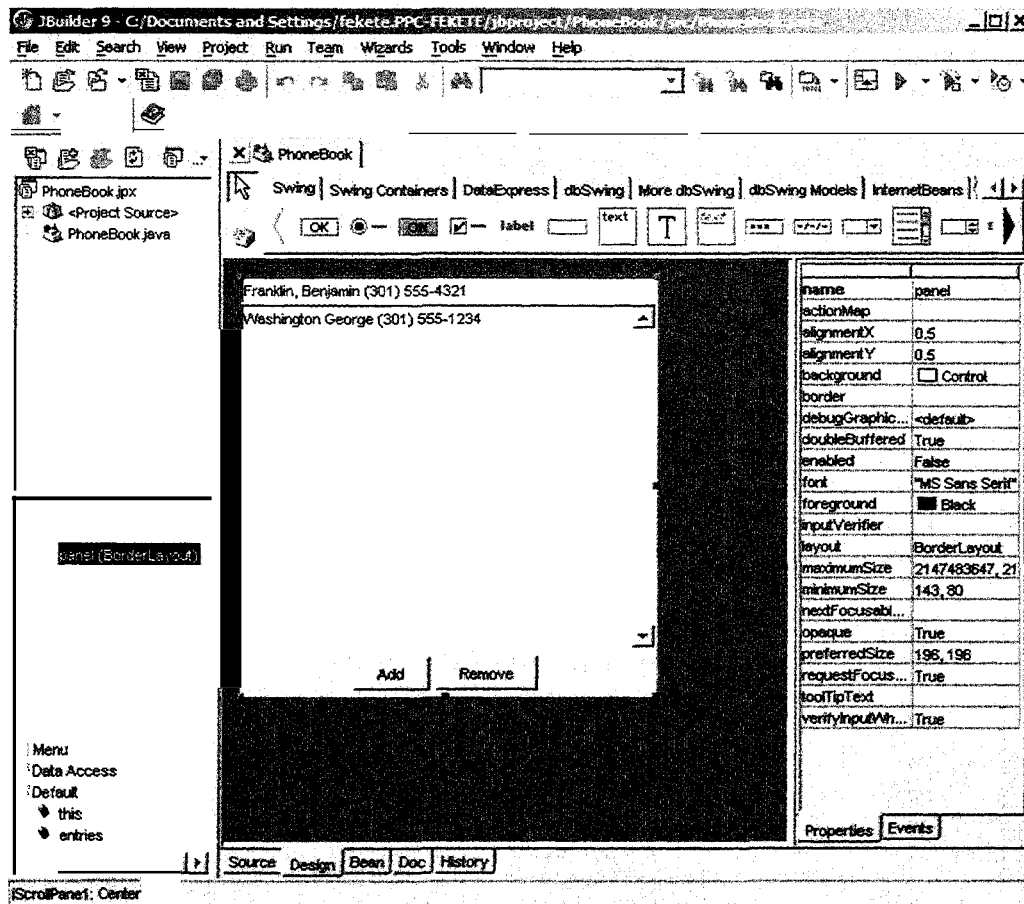 JBuilder 9 - C:/Documents and Settings/fekete.PPC-FEKETE/jbproject/PhoneBook/src/
File Edit Search View Project Run Team Wizards Tools Window Help
PhoneBook
PhoneBook.jpx
<Project Source>
PhoneBook.java
Swing Swing Containers DataExpress dbSwing More dbSwing dbSwing Models InternetBeans
OK OK label text T text
Franklin, Benjamin (301) 555-4321
Washington George (301) 555-1234
Add Remove
panel (BorderLayout)
Menu
Data Access
Default
this
entries
name panel
actionMap
alignmentX 0.5
alignmentY 0.5
background Control
border
debugGraphic... <default>
doubleBuffered True
enabled False
font "MS Sans Serif"
foreground Black
inputVerifier
layout BorderLayout
maximumSize 2147483647, 21
minimumSize 143, 80
nextFocusabl...
opaque True
preferredSize 196, 196
requestFocus... True
toolTipText
verifyInputWh... True
Properties Events
Source Design Bean Doc History
jScrollPane1: Center